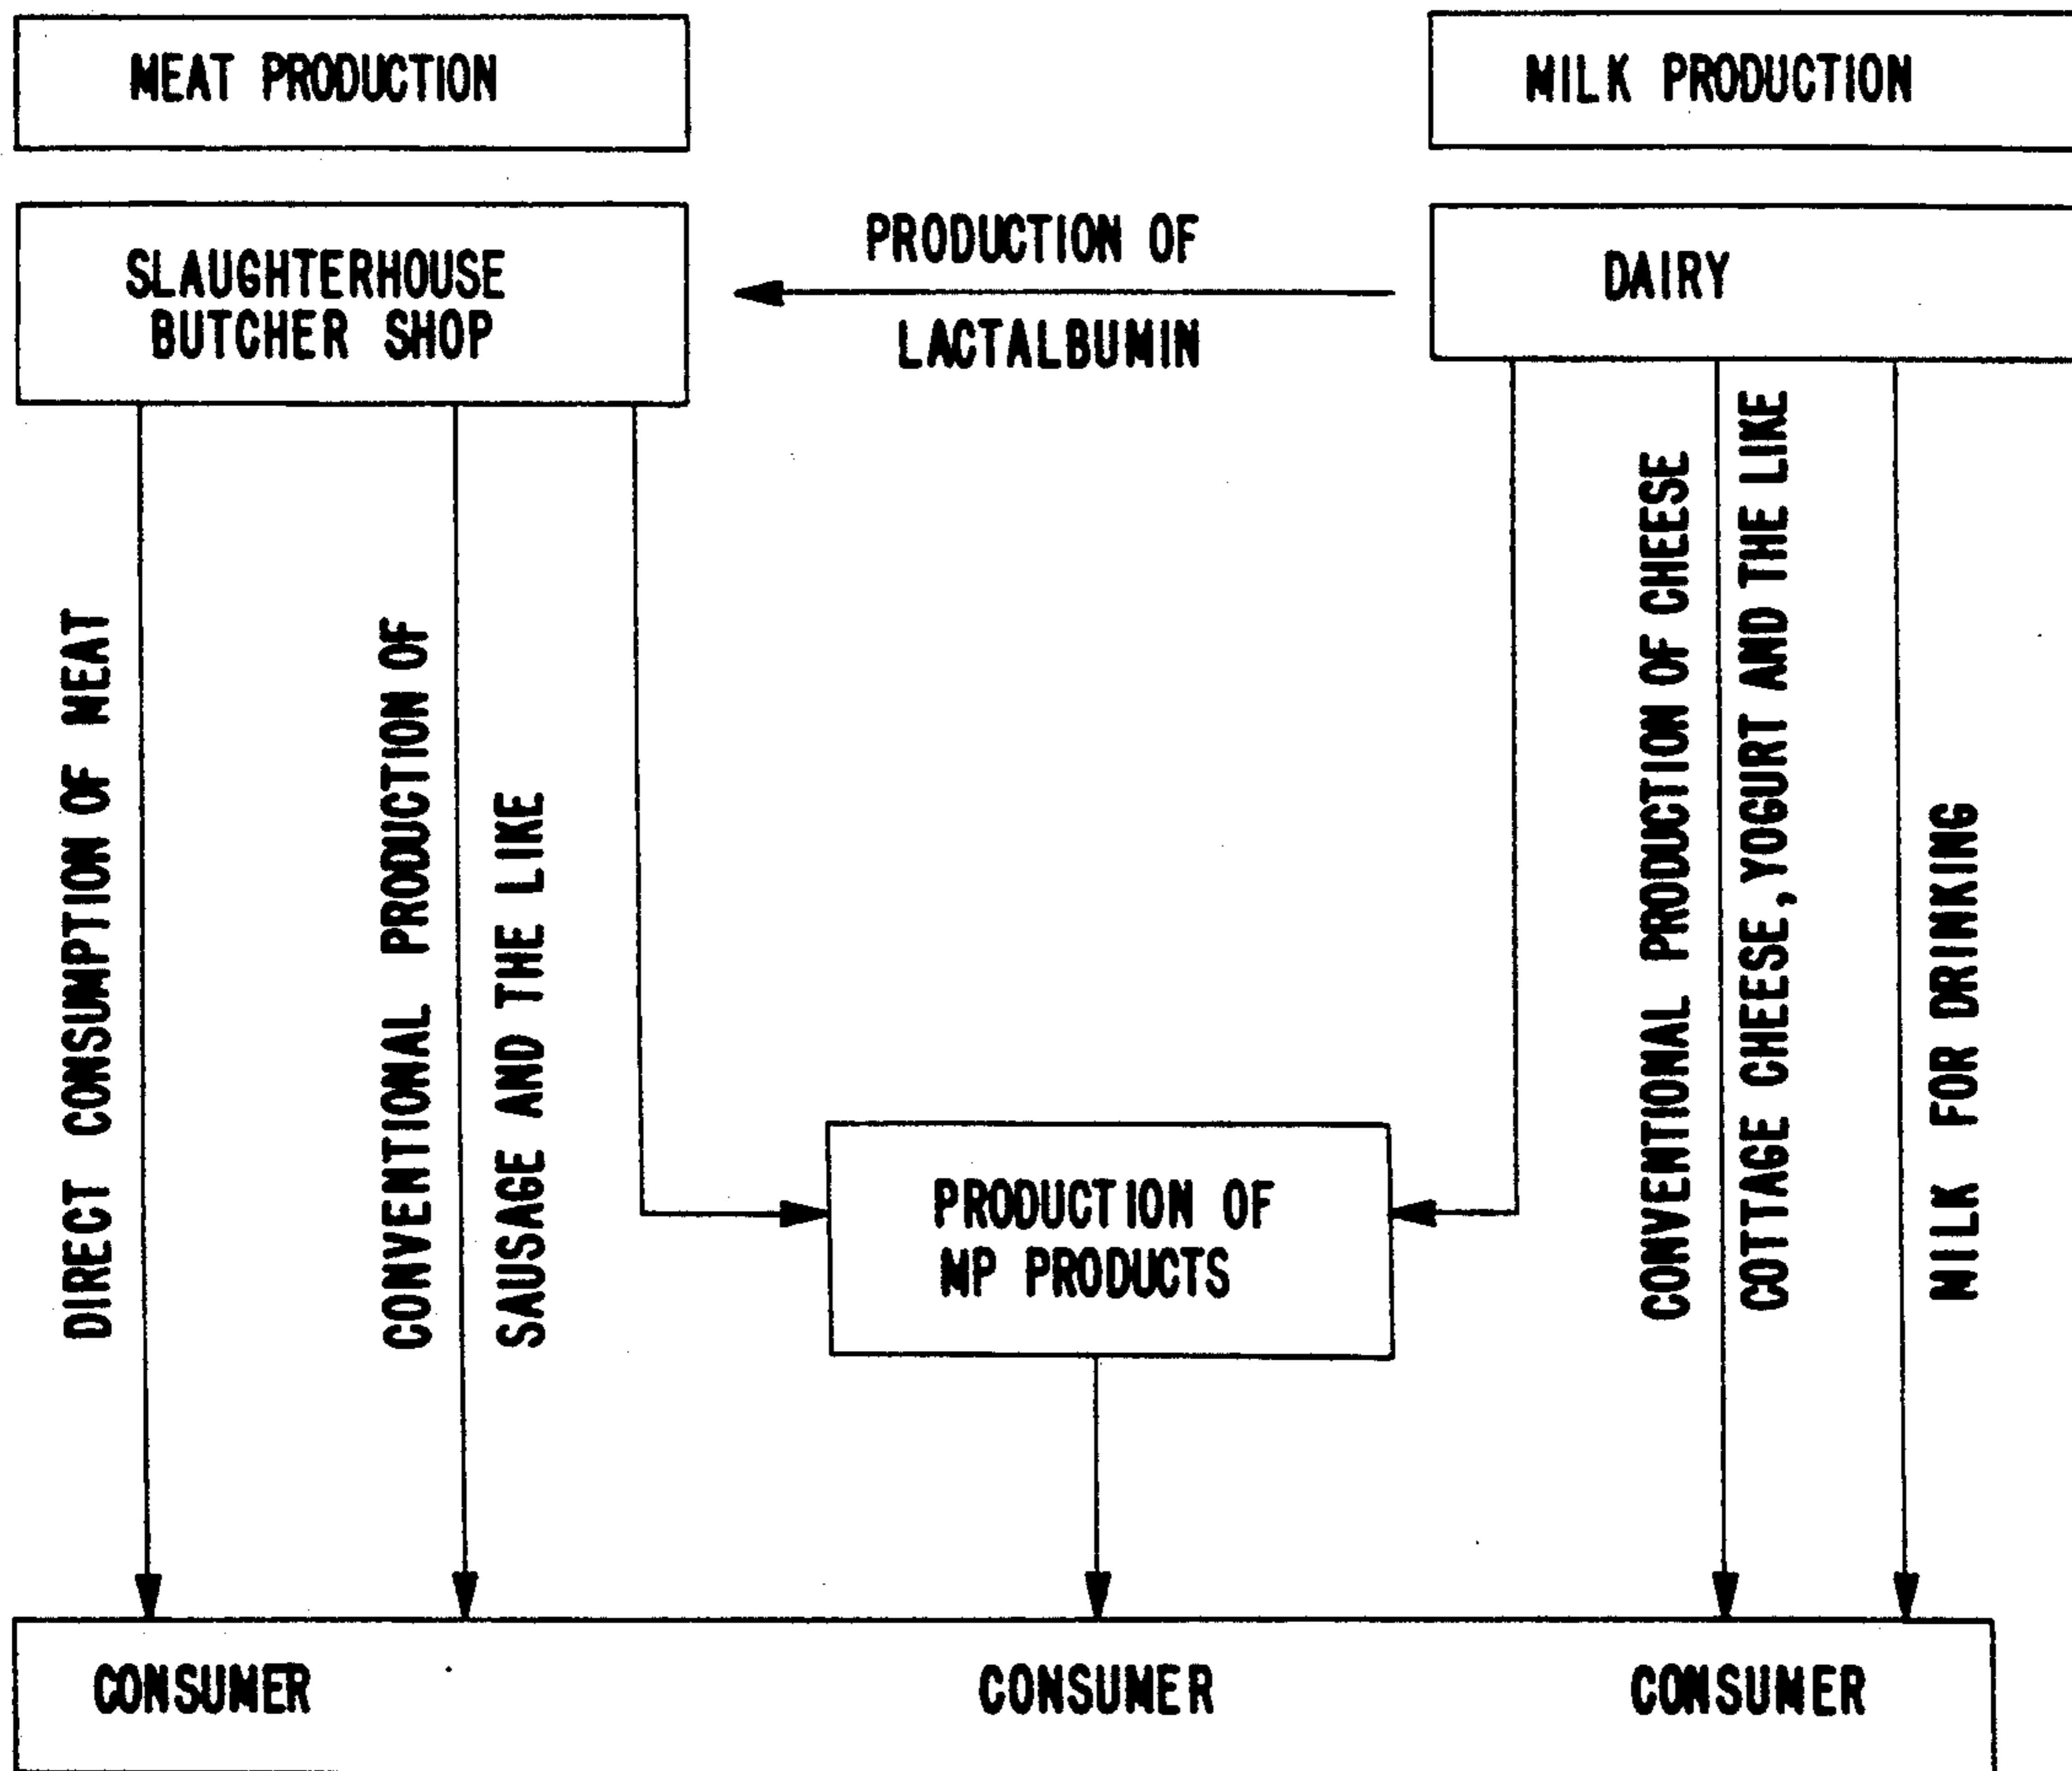 MEAT PRODUCTION
MILK PRODUCTION
SLAUGHTERHOUSE
BUTCHER SHOP
PRODUCTION OF
LACTALBUMIN
DAIRY
DIRECT CONSUMPTION OF MEAT
CONVENTIONAL PRODUCTION OF
SAUSAGE AND THE LIKE
PRODUCTION OF
MP PRODUCTS
CONVENTIONAL PRODUCTION OF CHEESE
COTTAGE CHEESE, YOGURT AND THE LIKE
MILK FOR DRINKING
CONSUMER
CONSUMER
CONSUMER